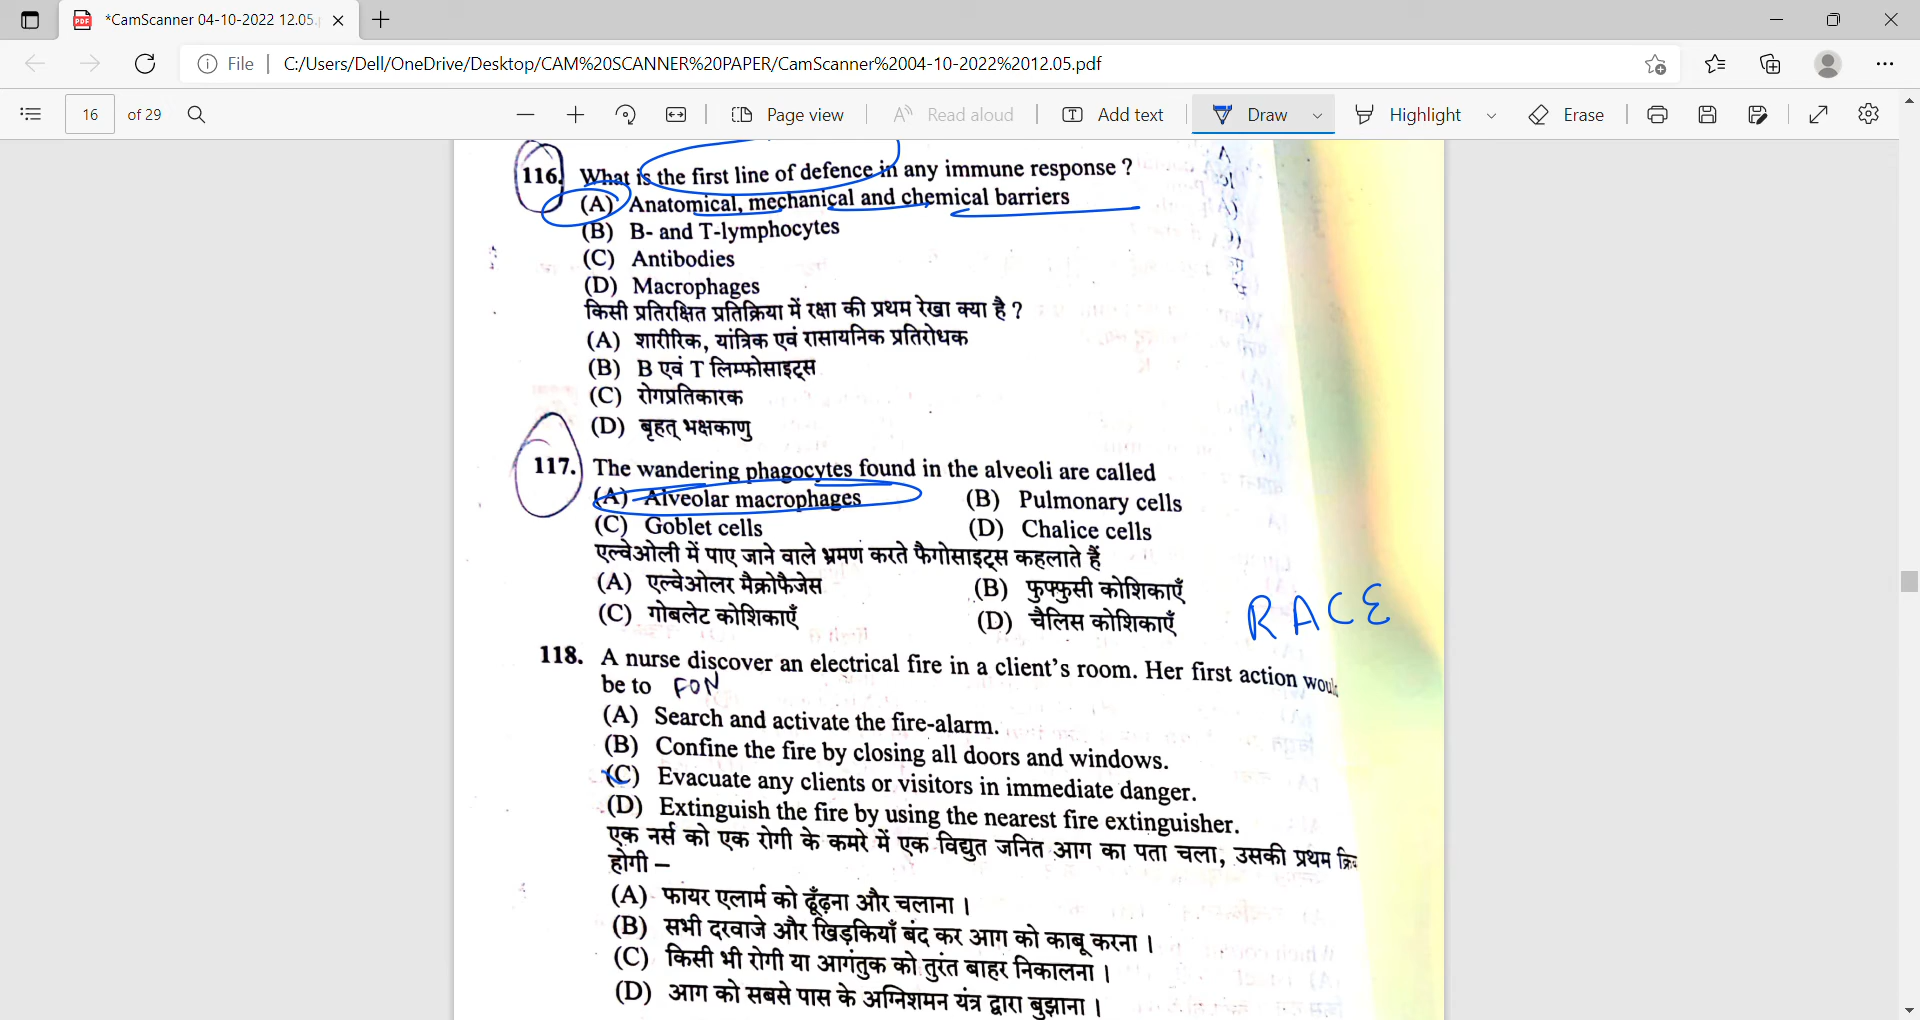 *CamScanner 04-10-2022 12.05.
File C:/Users/Dell/OneDrive/Desktop/CAM%20SCANNER%20PAPER/CamScanner%2004-10-2022%2012.05.pdf
16 of 29 Page view Read aloud Add text Draw Highlight Erase
116. What is the first line of defence in any immune response ?
(A) Anatomical, mechanical and chemical barriers
(B) B- and T-lymphocytes
(C) Antibodies
(D) Macrophages
किसी प्रतिरक्षित प्रतिक्रिया में रक्षा की प्रथम रेखा क्या है ?
(A) शारीरिक, यांत्रिक एवं रासायनिक प्रतिरोधक
(B) B एवं T लिम्फोसाइट्स
(C) रोगप्रतिकारक
(D) बृहत् भक्षकाणु
117. The wandering phagocytes found in the alveoli are called
(A) Alveolar macrophages (B) Pulmonary cells
(C) Goblet cells (D) Chalice cells
एल्वेओली में पाए जाने वाले भ्रमण करते फैगोसाइट्स कहलाते हैं
(A) एल्वेओलर मैक्रोफैजेस (B) फुफ्फुसी कोशिकाएँ
(C) गोबलेट कोशिकाएँ (D) चैलिस कोशिकाएँ
RACE
118. A nurse discover an electrical fire in a client's room. Her first action
be to FON
(A) Search and activate the fire-alarm.
(B) Confine the fire by closing all doors and windows.
(C) Evacuate any clients or visitors in immediate danger.
(D) Extinguish the fire by using the nearest fire extinguisher.
एक नर्स को एक रोगी के कमरे में एक विद्युत जनित आग का पता चला, उसकी प्रथम
होगी –
(A) फायर एलार्म को ढूँढ़ना और चलाना ।
(B) सभी दरवाजे और खिड़कियाँ बंद कर आग को काबू करना ।
(C) किसी भी रोगी या आगंतुक को तुरंत बाहर निकालना ।
(D) आग को सबसे पास के अग्निशमन यंत्र द्वारा बुझाना ।